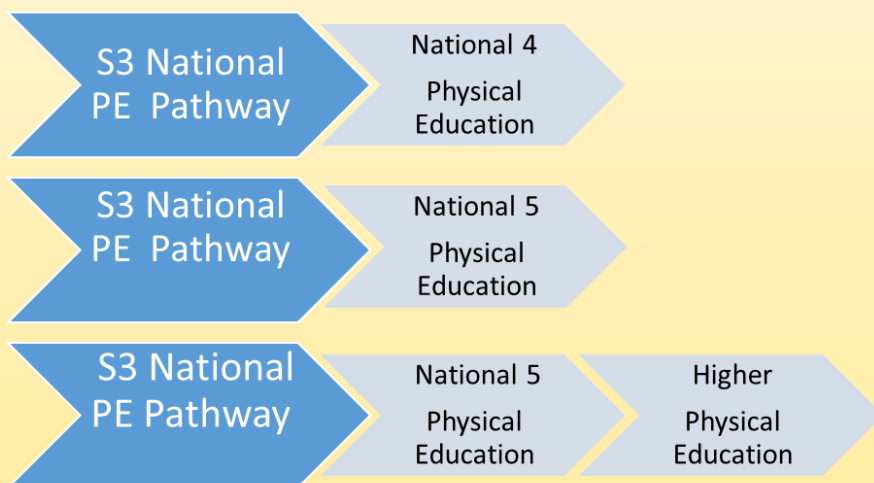 S3 National
PE Pathway
National 4
Physical
Education
S3 National
PE Pathway
National 5
Physical
Education
S3 National
PE Pathway
National 5
Physical
Education
Higher
Physical
Education